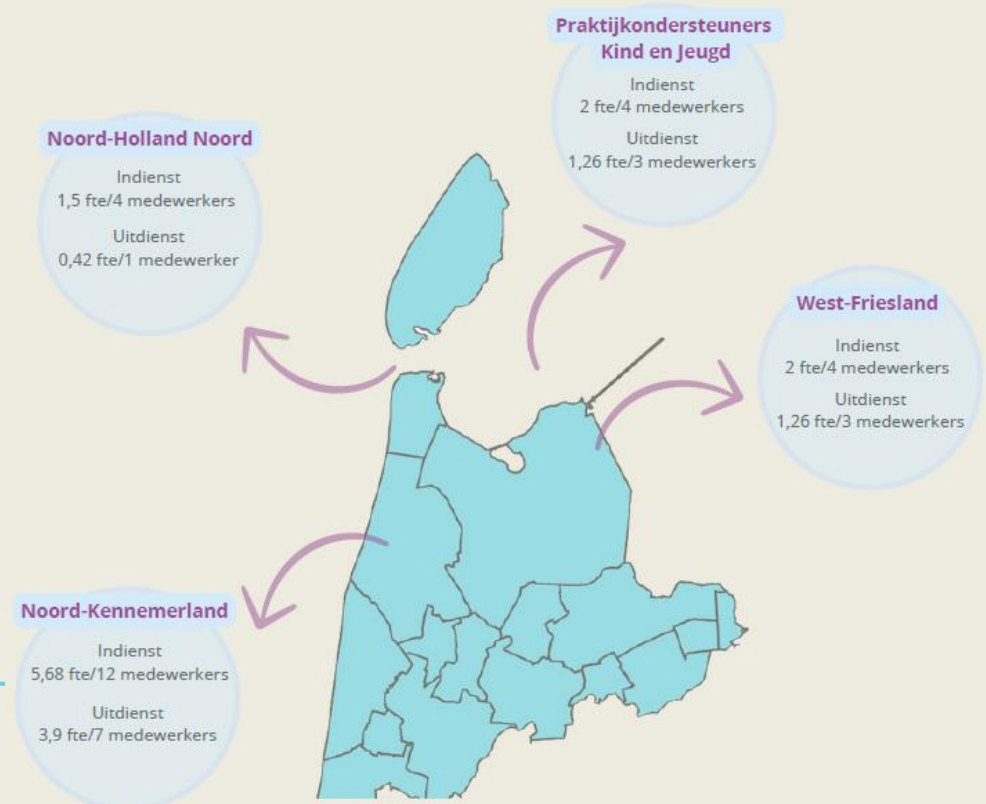 Praktijkondersteuners
Kind en Jeugd
Indienst
2 fte/4 medewerkers
Uitdienst
1,26 fte/3 medewerkers
Noord-Holland Noord
Indienst
1,5 fte/4 medewerkers
Uitdienst
0,42 fte/1 medewerker
West-Friesland
Indienst
2 fte/4 medewerkers
Uitdienst
1,26 fte/3 medewerkers
Noord-Kennemerland
Indienst
5,68 fte/12 medewerkers
Uitdienst
3,9 fte/7 medewerkers